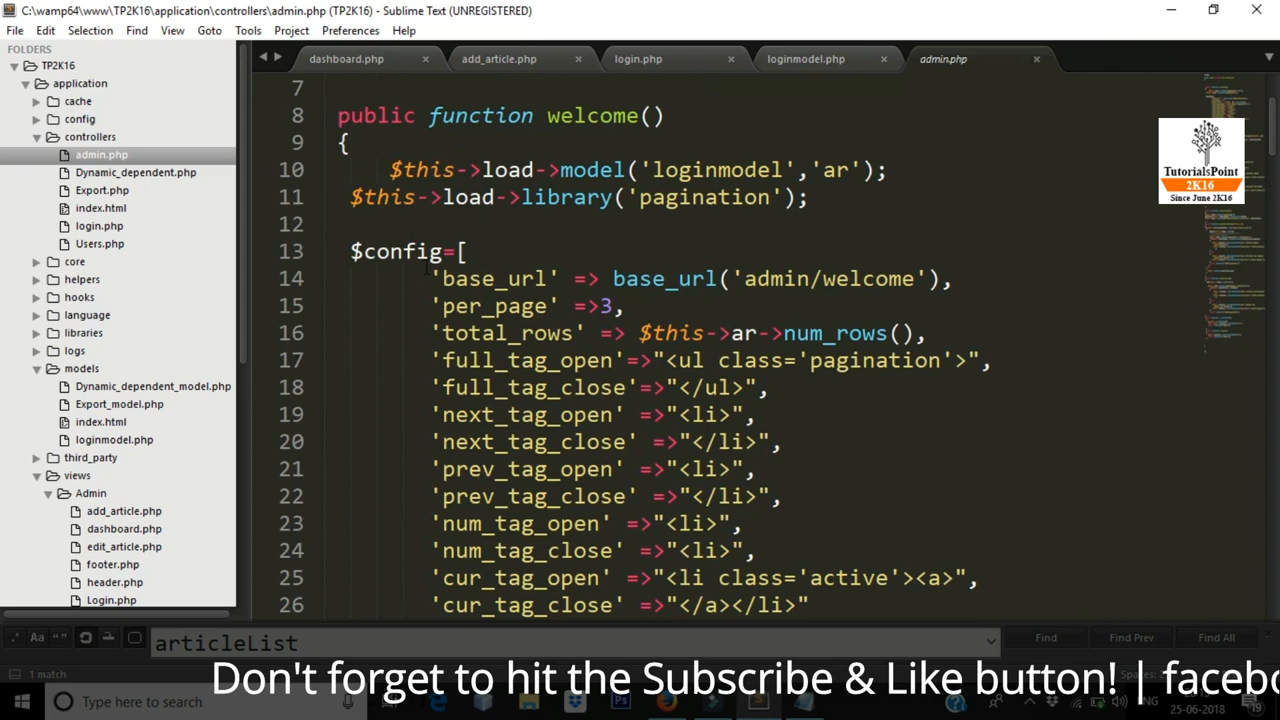 C:\wamp64\www\TP2K16\application\controllers\admin.php (TP2K16) - Sublime Text (UNREGISTERED)
File Edit Selection Find View Goto Tools Project Preferences Help
FOLDERS
TP2K16
application
cache
config
controllers
admin.php
Dynamic_dependent.php
Export.php
index.html
login.php
Users.php
core
helpers
hooks
language
libraries
logs
models
Dynamic_dependent_model.php
Export_model.php
index.html
loginmodel.php
third_party
views
Admin
add_article.php
dashboard.php
edit_article.php
footer.php
header.php
Login.php
dashboard.php add_article.php login.php loginmodel.php admin.php
7
8 public function welcome()
9 {
10 $this->load->model('loginmodel','ar');
11 $this->load->library('pagination');
12
13 $config=[
14 'base_url' => base_url('admin/welcome'),
15 'per_page' =>3,
16 'total_rows' => $this->ar->num_rows(),
17 'full_tag_open'=>"<ul class='pagination'>",
18 'full_tag_close'=>"</ul>",
19 'next_tag_open' =>"<li>",
20 'next_tag_close' =>"</li>",
21 'prev_tag_open' =>"<li>",
22 'prev_tag_close' =>"</li>",
23 'num_tag_open' =>"<li>",
24 'num_tag_close' =>"<li>",
25 'cur_tag_open' =>"<li class='active'><a>",
26 'cur_tag_close' =>"</a></li>"
TutorialsPoint
2K16
Since June 2K16
.* Aa “” articleList Find Find Prev Find All
1 match
Don't forget to hit the Subscribe & Like button! | facebo
Type here to search
ENG
25-06-2018
19